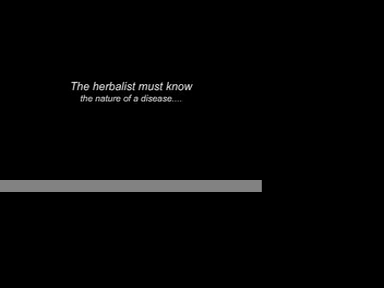 The herbalist must know
the nature of a disease....